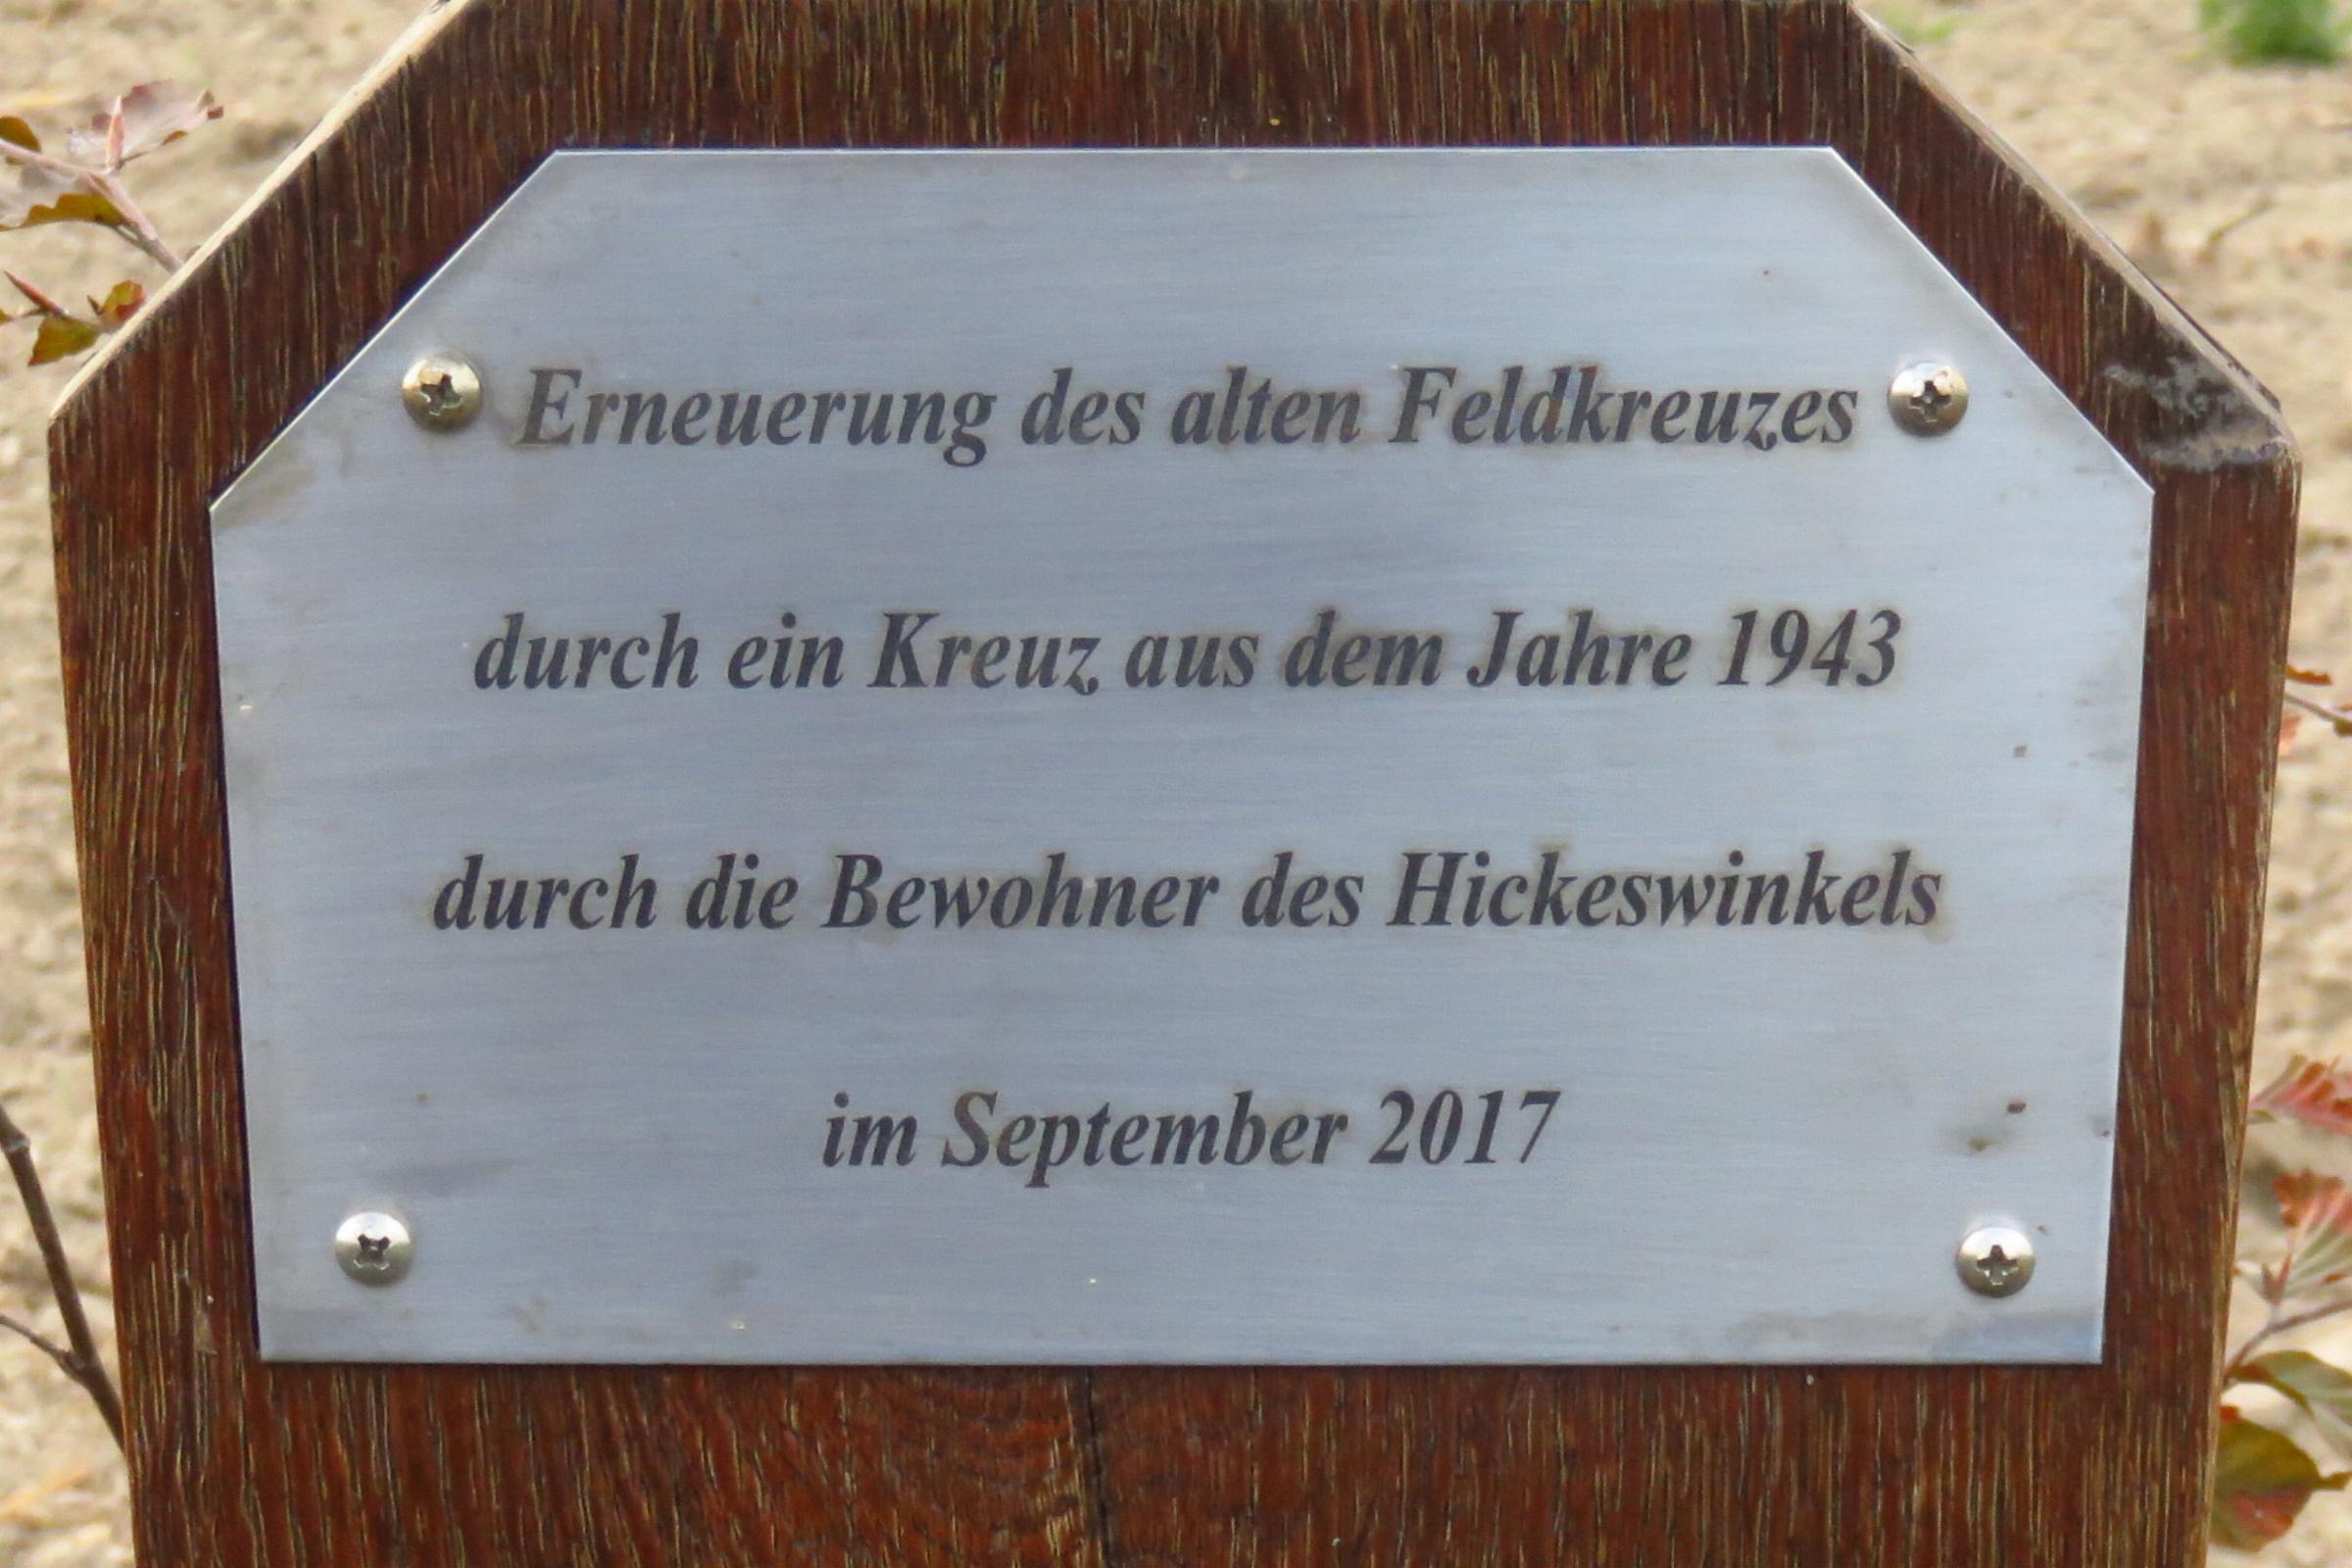 Erneuerung des alten Feldkreuzes
durch ein Kreuz aus dem Jahre 1943
durch die Bewohner des Hickeswinkels
im September 2017